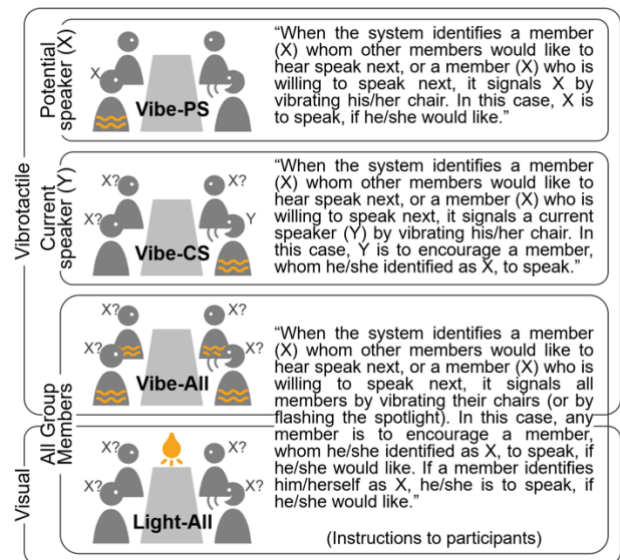 Vibrotactile
Visual
Potential
speaker (X)
X
Vibe-PS
“When the system identifies a member
(X) whom other members would like to
hear speak next, or a member (X) who is
willing to speak next, it signals X by
vibrating his/her chair. In this case, X is
to speak, if he/she would like.”
Current
speaker (Y)
X?
X?
X?
Y
Vibe-CS
“When the system identifies a member
(X) whom other members would like to
hear speak next, or a member (X) who is
willing to speak next, it signals a current
speaker (Y) by vibrating his/her chair. In
this case, Y is to encourage a member,
whom he/she identified as X, to speak.”
All Group
Members
X?
X?
X?
X?
Vibe-All
X?
X?
X?
X?
Light-All
“When the system identifies a member
(X) whom other members would like to
hear speak next, or a member (X) who is
willing to speak next, it signals all
members by vibrating their chairs (or by
flashing the spotlight). In this case, any
member is to encourage a member,
whom he/she identified as X, to speak, if
he/she would like. If a member identifies
him/herself as X, he/she is to speak, if
he/she would like.”
(Instructions to participants)